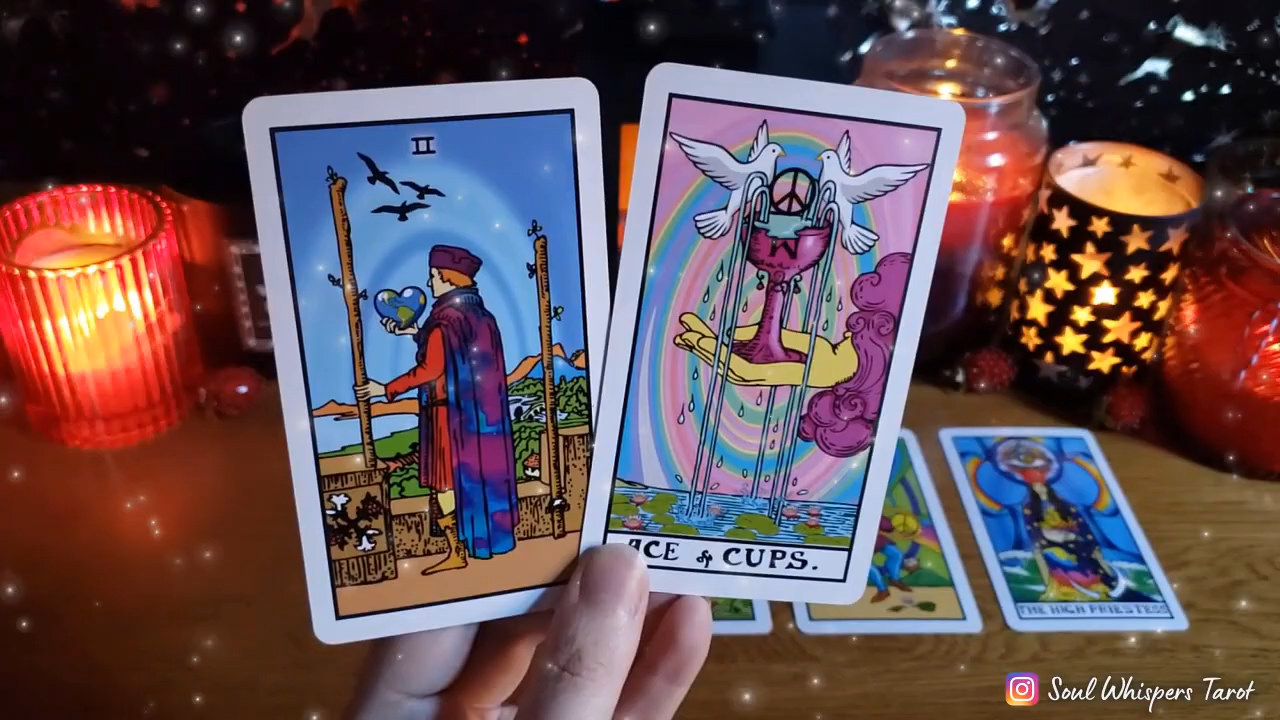 II
ACE of CUPS.
THE HIGH PRIESTESS
Soul Whispers Tarot